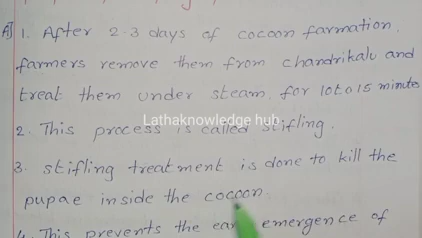 A] 1. After 2-3 days of cocoon farmation,
farmers remove them from chandrikalu and
treat them under steam, for 10 to 15 minutes
Lathaknowledge hub
2. This process is called stifling.
3. stifling treatment is done to kill the
pupae inside the cocoon
4. This prevents the emergence of